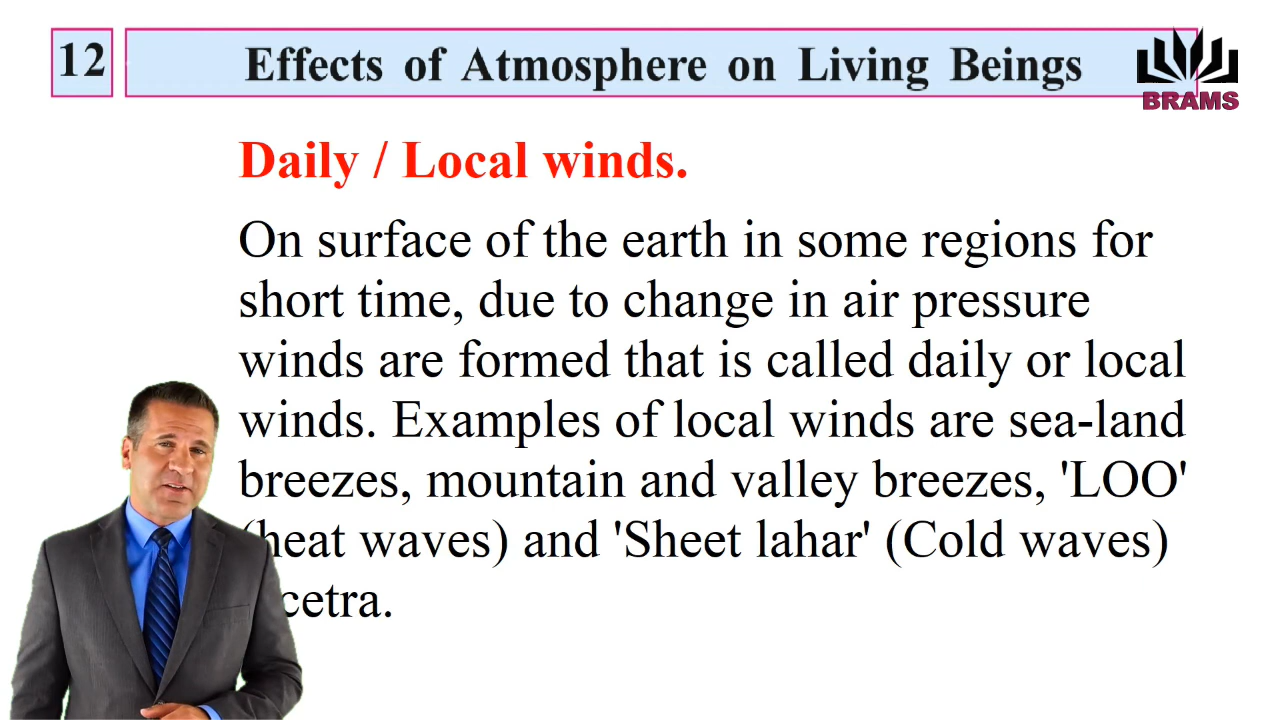 12
Effects of Atmosphere on Living Beings
BRAMS
Daily / Local winds.
On surface of the earth in some regions for
short time, due to change in air pressure
winds are formed that is called daily or local
winds. Examples of local winds are sea-land
breezes, mountain and valley breezes, 'LOO'
(heat waves) and 'Sheet lahar' (Cold waves)
cetra.